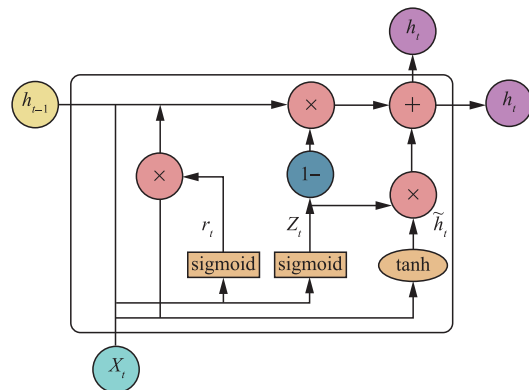 h_t
h_{t−1}
×
+
h_t
×
1−
×
r_t
Z_t
h̃_t
sigmoid
sigmoid
tanh
X_t